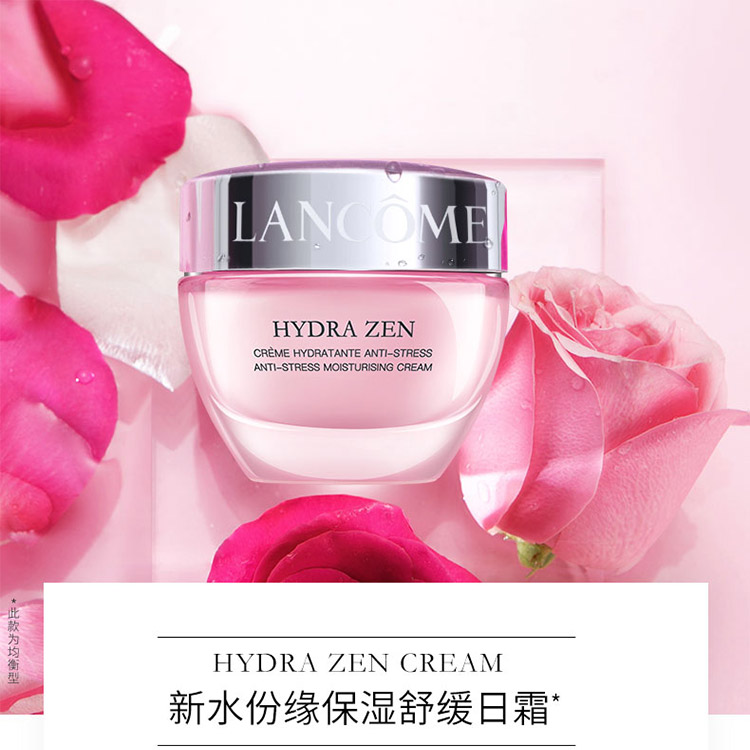 LANCÔME
HYDRA ZEN
CRÈME HYDRATANTE ANTI-STRESS
ANTI-STRESS MOISTURISING CREAM
*此款为均衡型
HYDRA ZEN CREAM
新水份缘保湿舒缓日霜*